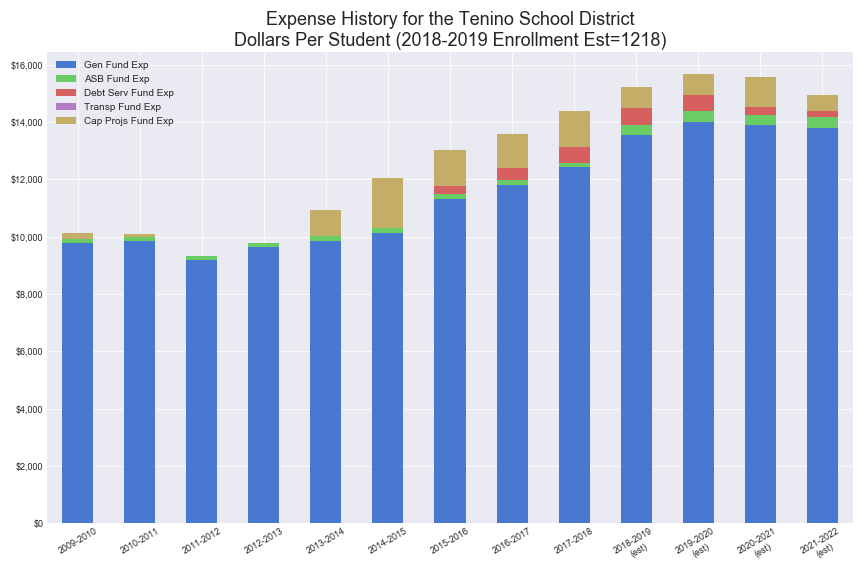 Expense History for the Tenino School District
Dollars Per Student (2018-2019 Enrollment Est=1218)
Gen Fund Exp
ASB Fund Exp
Debt Serv Fund Exp
Transp Fund Exp
Cap Projs Fund Exp
$16,000
$14,000
$12,000
$10,000
$8,000
$6,000
$4,000
$2,000
$0
2009-2010
2010-2011
2011-2012
2012-2013
2013-2014
2014-2015
2015-2016
2016-2017
2017-2018
2018-2019
(est)
2019-2020
(est)
2020-2021
(est)
2021-2022
(est)